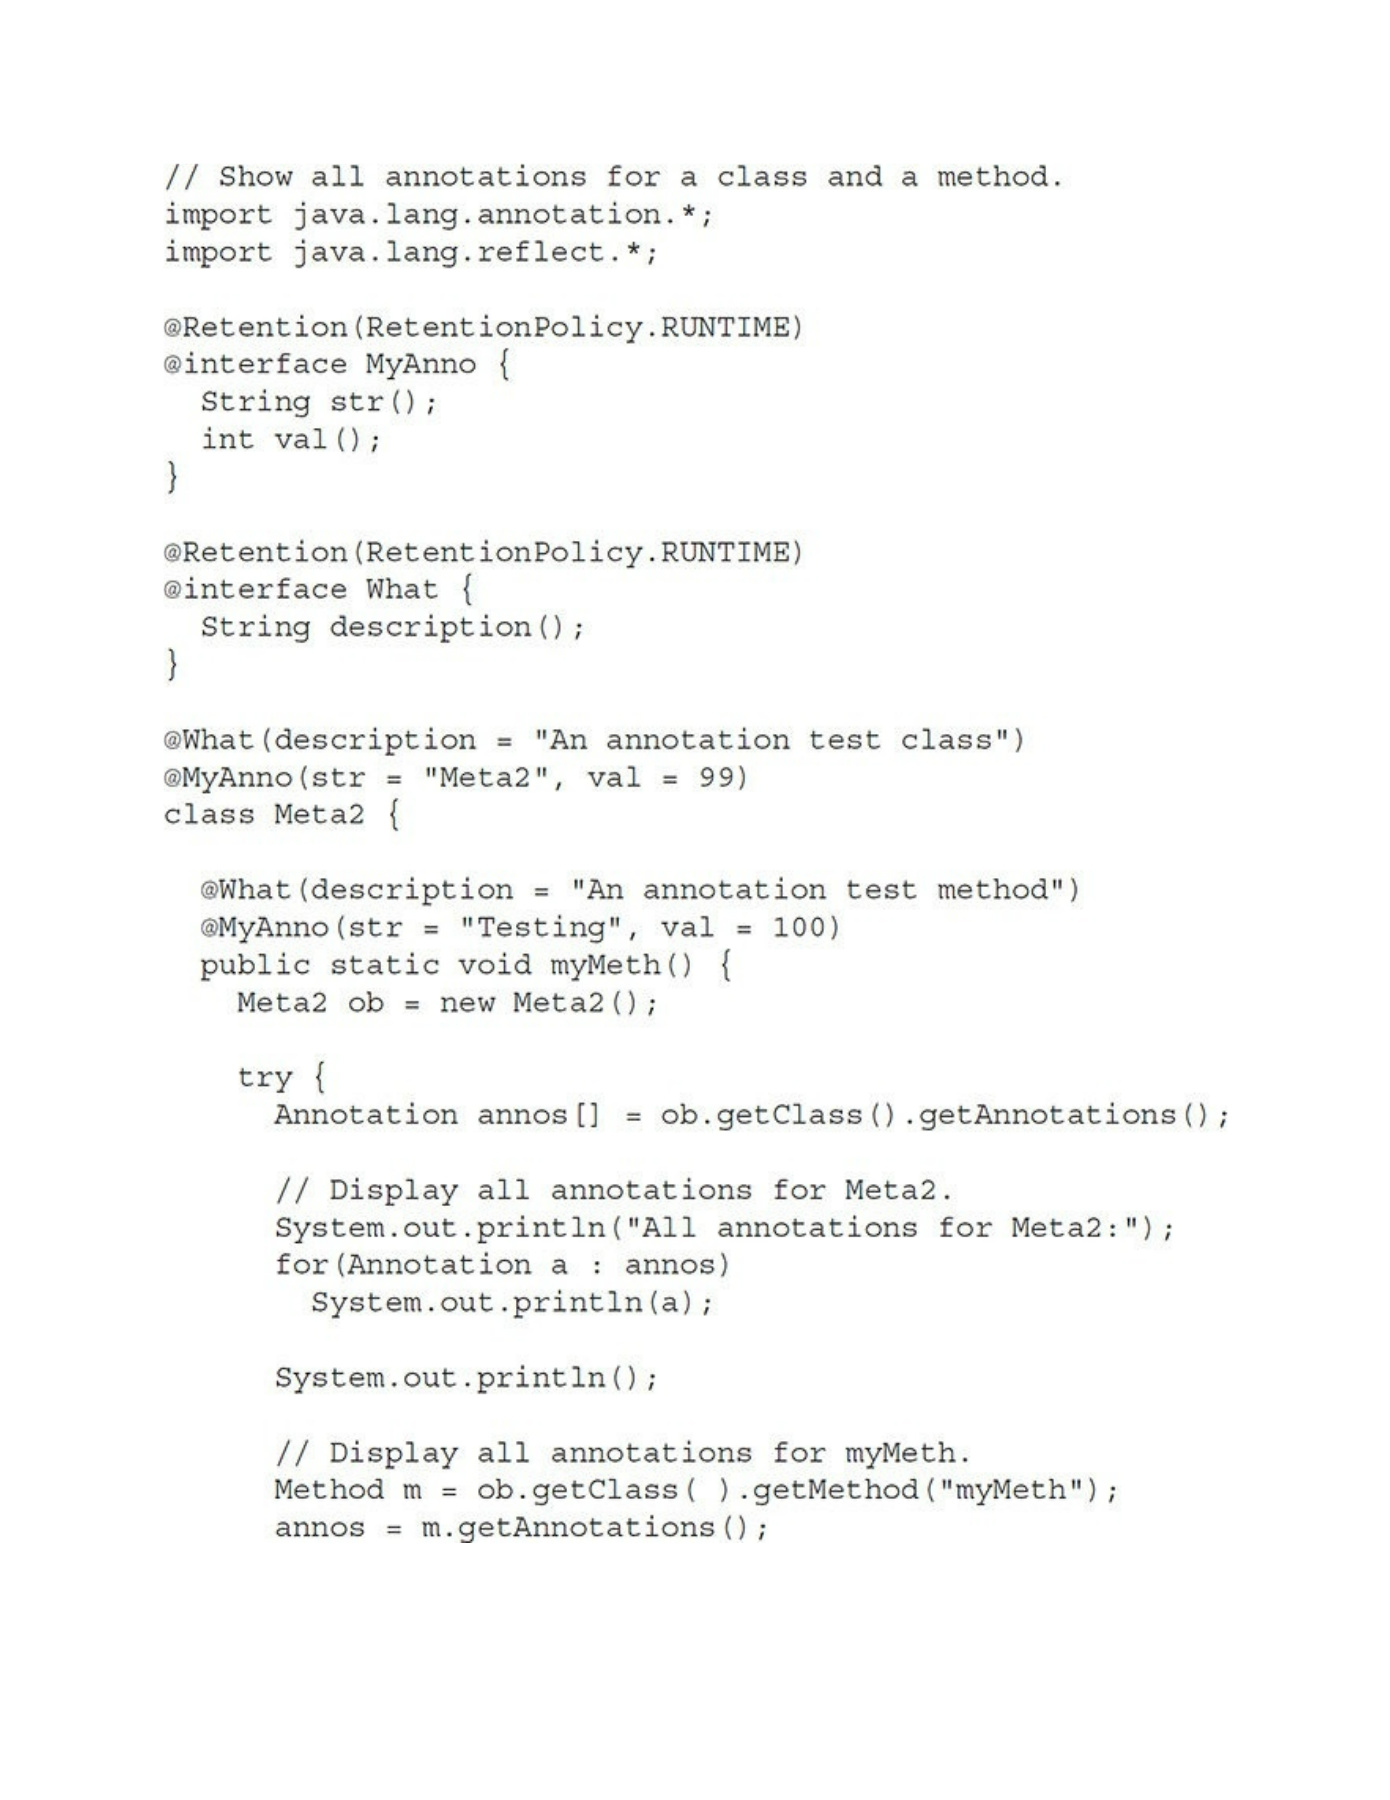 // Show all annotations for a class and a method.
import java.lang.annotation.*;
import java.lang.reflect.*;

@Retention(RetentionPolicy.RUNTIME)
@interface MyAnno {
  String str();
  int val();
}

@Retention(RetentionPolicy.RUNTIME)
@interface What {
  String description();
}

@What(description = "An annotation test class")
@MyAnno(str = "Meta2", val = 99)
class Meta2 {

  @What(description = "An annotation test method")
  @MyAnno(str = "Testing", val = 100)
  public static void myMeth() {
    Meta2 ob = new Meta2();

    try {
      Annotation annos[] = ob.getClass().getAnnotations();

      // Display all annotations for Meta2.
      System.out.println("All annotations for Meta2:");
      for(Annotation a : annos)
        System.out.println(a);

      System.out.println();

      // Display all annotations for myMeth.
      Method m = ob.getClass( ).getMethod("myMeth");
      annos = m.getAnnotations();